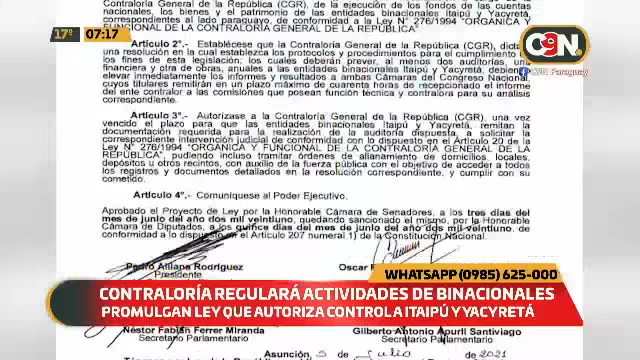 Contraloría General de la República (CGR), de la ejecución de los fondos de las cuentas
nacionales, los bienes y el patrimonio de las entidades binacionales Itaipú y Yacyretá,
correspondientes al lado paraguayo, de conformidad a la Ley N° 276/1994 "ORGÁNICA Y
FUNCIONAL DE LA CONTRALORÍA GENERAL DE LA REPÚBLICA".
17° 07:17
C9N
C9N Paraguay
Artículo 2°.- Establécese que la Contraloría General de la República (CGR), dicta
una resolución en la cual establezca los protocolos y procedimientos para el cumplimiento
de los fines de esta legislación; los cuales deberán prever, al menos dos auditorías, una
financiera y otra de obras, anuales a las entidades binacionales Itaipú y Yacyretá, debien
elevar inmediatamente los informes y resultados a ambas Cámaras del Congreso Nacional,
cuyos titulares remitirán en un plazo máximo de cuarenta horas de recepcionado el informe
del ente contralor a las comisiones que posean función técnica y contralora para su análisis
correspondiente.
Artículo 3°.- Autorízase a la Contraloría General de la República (CGR), una vez
vencido el plazo para que las entidades binacionales Itaipú y Yacyretá, remitan la
documentación requerida para la realización de la auditoría dispuesta, a solicitar la
correspondiente intervención judicial de conformidad con lo dispuesto en el Artículo 20 de
la Ley N° 276/1994 "ORGÁNICA Y FUNCIONAL DE LA CONTRALORÍA GENERAL DE LA
REPÚBLICA", pudiendo incluso tramitar órdenes de allanamiento de domicilios, locales,
depósitos u otros recintos, con auxilio de la fuerza pública con el objetivo de acceder a todos
los registros y documentos detallados en la resolución correspondiente, y cumplir con su
cometido.
Artículo 4°.- Comuníquese al Poder Ejecutivo.
Aprobado el Proyecto de Ley por la Honorable Cámara de Senadores, a los tres días del
mes de junio del año dos mil veintiuno, quedando sancionado el mismo, por la Honorable
Cámara de Diputados, a los quince días del mes de junio del año dos mil veintiuno,
de conformidad a lo dispuesto en el Artículo 207 numeral 1) de la Constitución Nacional.
Pedro Alliana Rodríguez
Presidente
Oscar
WHATSAPP (0985) 625-000
CONTRALORÍA REGULARÁ ACTIVIDADES DE BINACIONALES
PROMULGAN LEY QUE AUTORIZA CONTROL A ITAIPÚ Y YACYRETÁ
Néstor Fabián Ferrer Miranda
Secretario Parlamentario
Gilberto Antonio Apuril Santiviago
Secretario Parlamentario
Asunción, 5 de julio de 2021